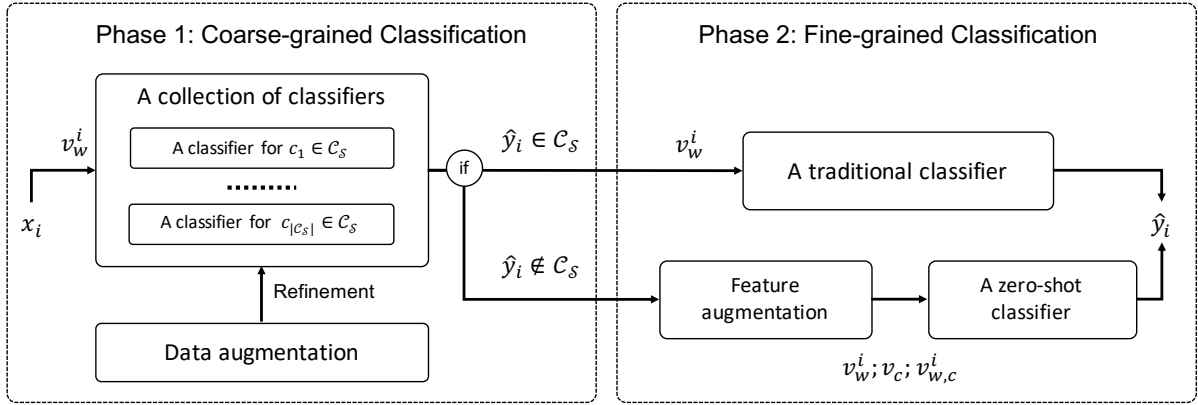 Phase 1: Coarse-grained Classification
A collection of classifiers
A classifier for c₁ ∈ 𝒞_𝒮
........
A classifier for c_{|𝒞_𝒮|} ∈ 𝒞_𝒮
v_w^i
x_i
Refinement
Data augmentation
if
ŷ_i ∈ 𝒞_𝒮
ŷ_i ∉ 𝒞_𝒮
Phase 2: Fine-grained Classification
v_w^i
A traditional classifier
ŷ_i
Feature
augmentation
A zero-shot
classifier
v_w^i; v_c; v_{w,c}^i